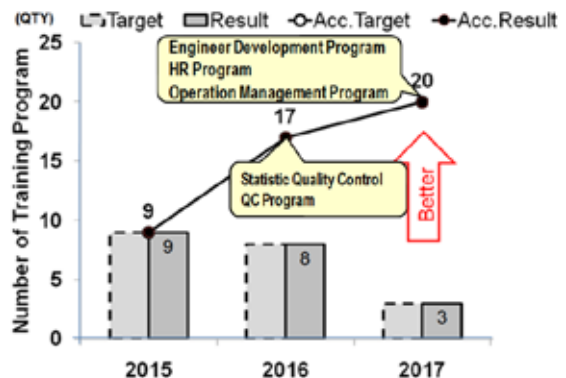 (QTY) Target Result Acc.Target Acc.Result
25
20
15
10
5
0
Number of Training Program
Engineer Development Program
HR Program
Operation Management Program
20
17
Statistic Quality Control
QC Program
Better
9
9
8
3
2015 2016 2017